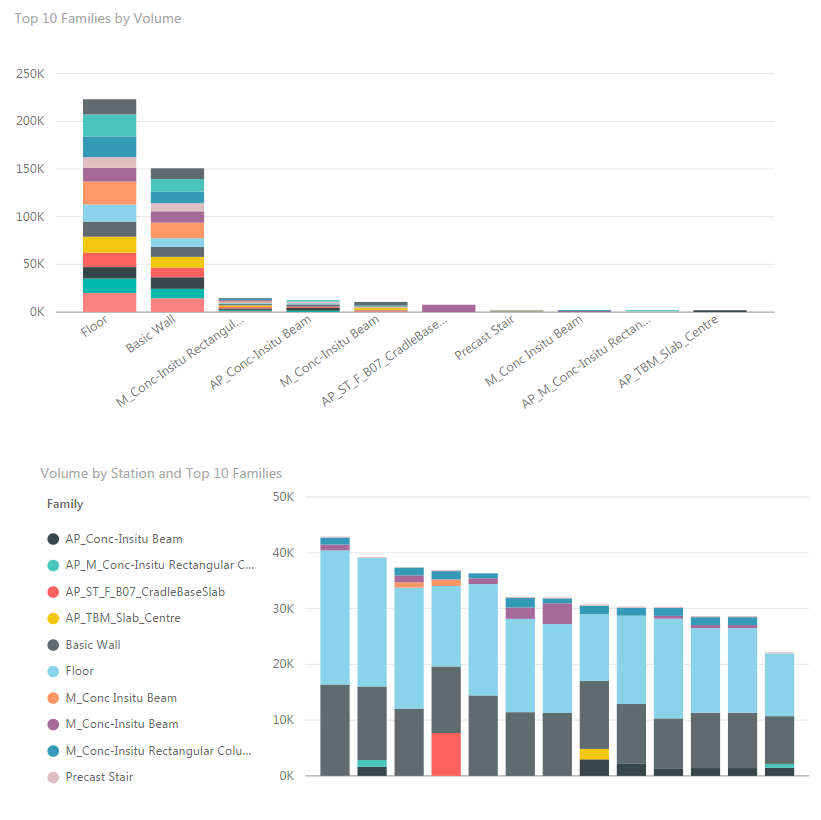 Top 10 Families by Volume
250K
200K
150K
100K
50K
0K
Floor
Basic Wall
M_Conc-Insitu Rectangul...
AP_Conc-Insitu Beam
M_Conc-Insitu Beam
AP_ST_F_B07_CradleBase...
Precast Stair
M_Conc Insitu Beam
AP_M_Conc-Insitu Rectan...
AP_TBM_Slab_Centre
Volume by Station and Top 10 Families
Family
AP_Conc-Insitu Beam
AP_M_Conc-Insitu Rectangular C...
AP_ST_F_B07_CradleBaseSlab
AP_TBM_Slab_Centre
Basic Wall
Floor
M_Conc Insitu Beam
M_Conc-Insitu Beam
M_Conc-Insitu Rectangular Colu...
Precast Stair
50K
40K
30K
20K
10K
0K